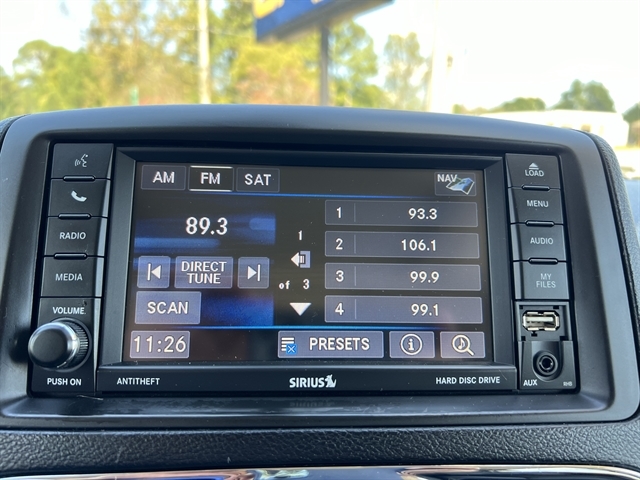 AM FM SAT NAV
89.3
1
of 3
DIRECT
TUNE
SCAN
1 93.3
2 106.1
3 99.9
4 99.1
11:26
PRESETS
RADIO
MEDIA
VOLUME
PUSH ON
LOAD
MENU
AUDIO
MY
FILES
AUX
RHB
ANTITHEFT
SIRIUS
HARD DISC DRIVE